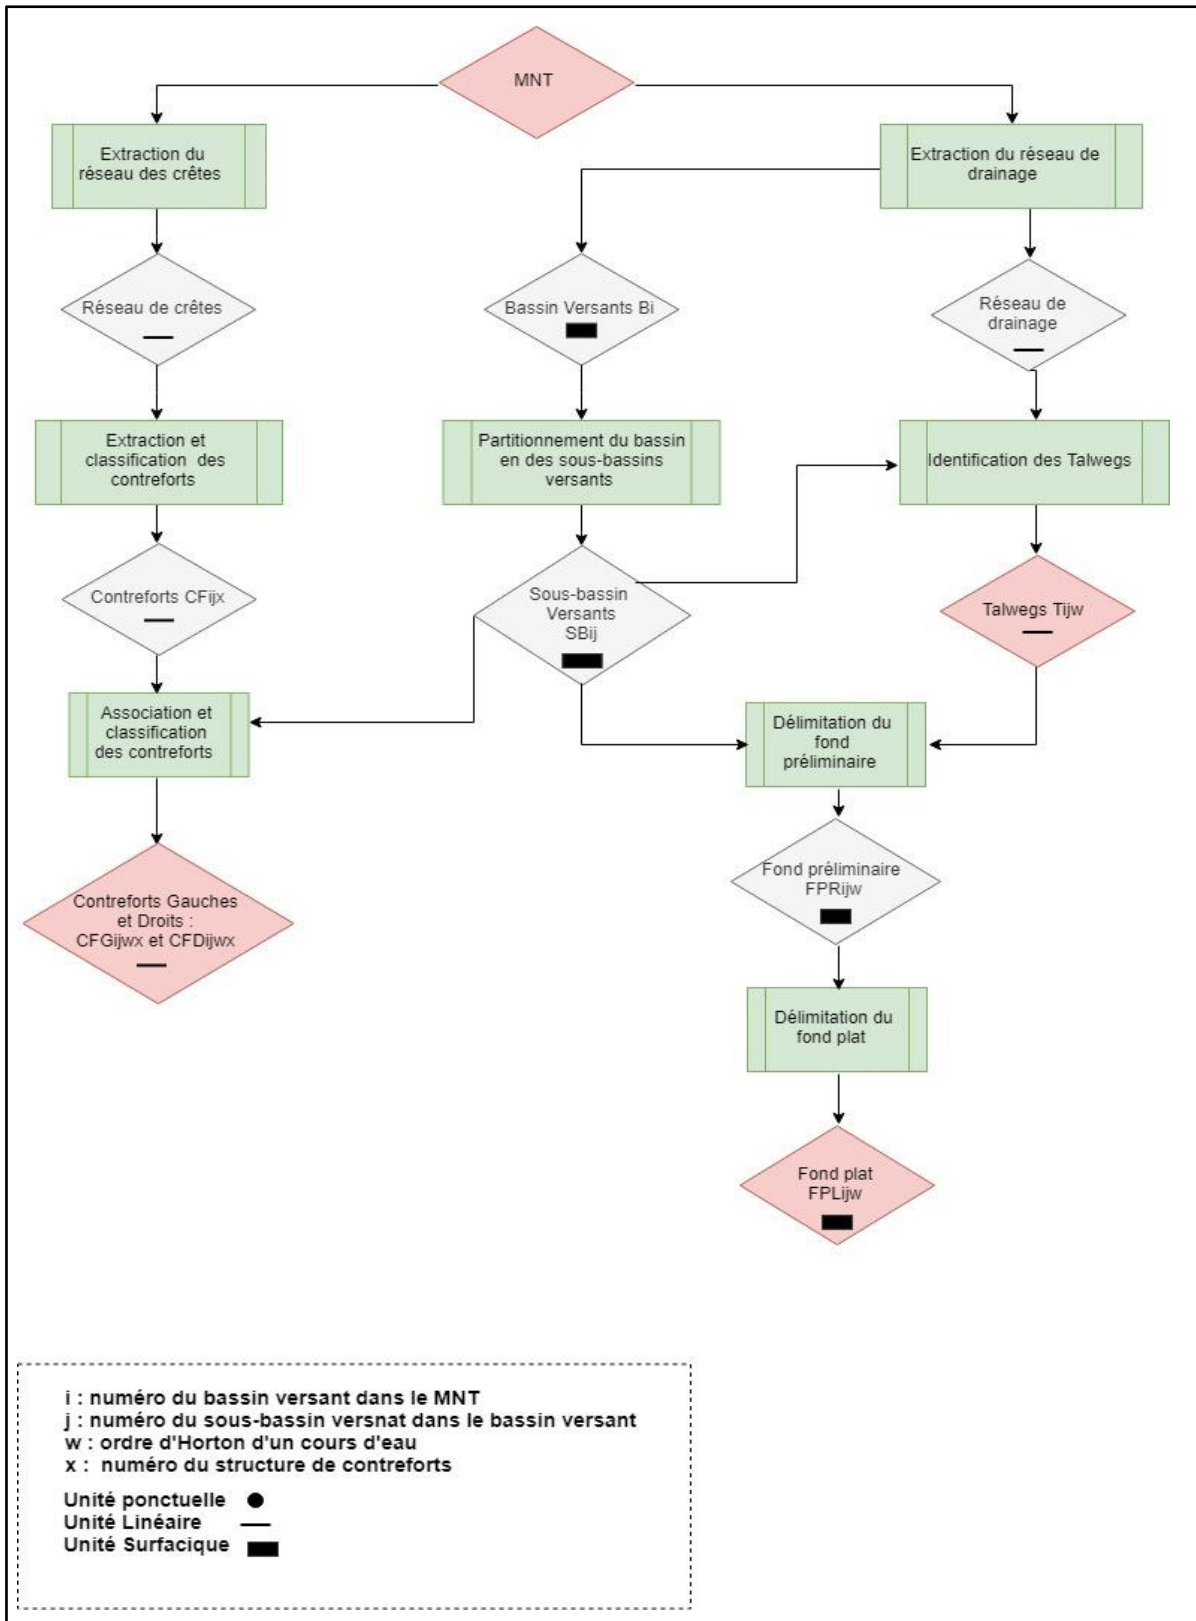 MNT
Extraction du
réseau des crêtes
Extraction du réseau de
drainage
Réseau de crêtes
Bassin Versants Bi
Réseau de
drainage
Extraction et
classification des
contreforts
Partitionnement du bassin
en des sous-bassins
versants
Identification des Talwegs
Contreforts CFijx
Sous-bassin
Versants
SBij
Talwegs Tijw
Association et
classification
des contreforts
Délimitation du
fond
préliminaire
Contreforts Gauches
et Droits :
CFGijwx et CFDijwx
Fond préliminaire
FPRijw
Délimitation du
fond plat
Fond plat
FPLijw
i : numéro du bassin versant dans le MNT
j : numéro du sous-bassin versnat dans le bassin versant
w : ordre d'Horton d'un cours d'eau
x : numéro du structure de contreforts
Unité ponctuelle
Unité Linéaire
Unité Surfacique